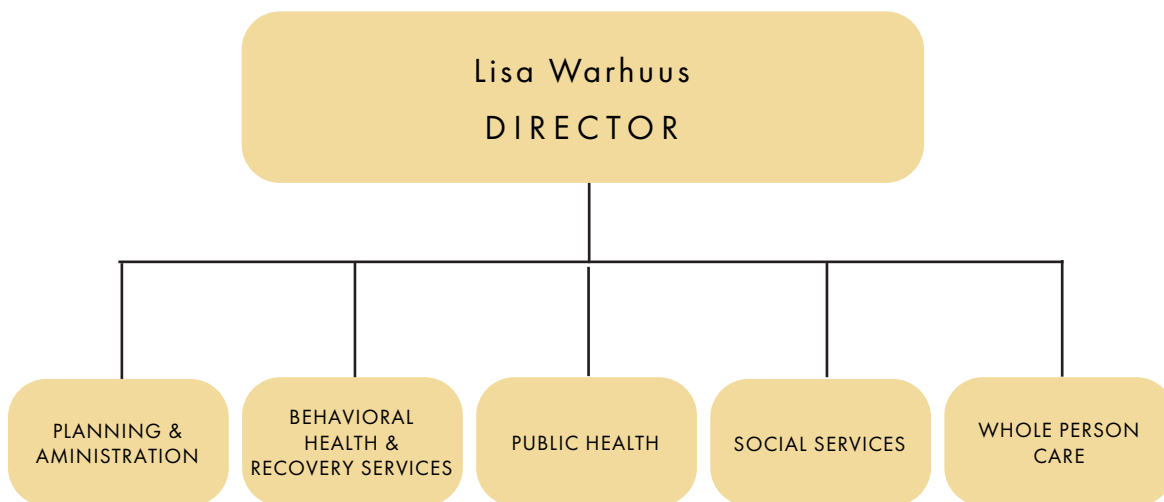 Lisa Warhuus
DIRECTOR
PLANNING &
AMINISTRATION
BEHAVIORAL
HEALTH &
RECOVERY SERVICES
PUBLIC HEALTH
SOCIAL SERVICES
WHOLE PERSON
CARE